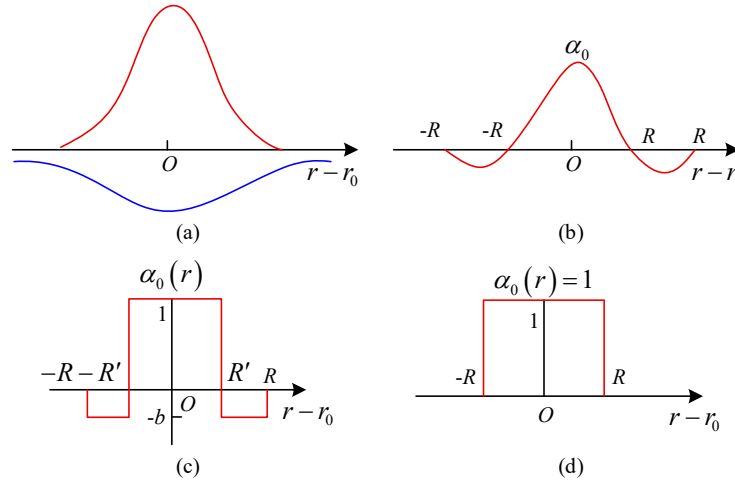 O
r − r₀
(a)
α₀
-R -R R R
O
r − r
(b)
α₀(r)
1
−R − R′ R′ R
O
-b r − r₀
(c)
α₀(r) = 1
1
-R R
O r − r₀
(d)